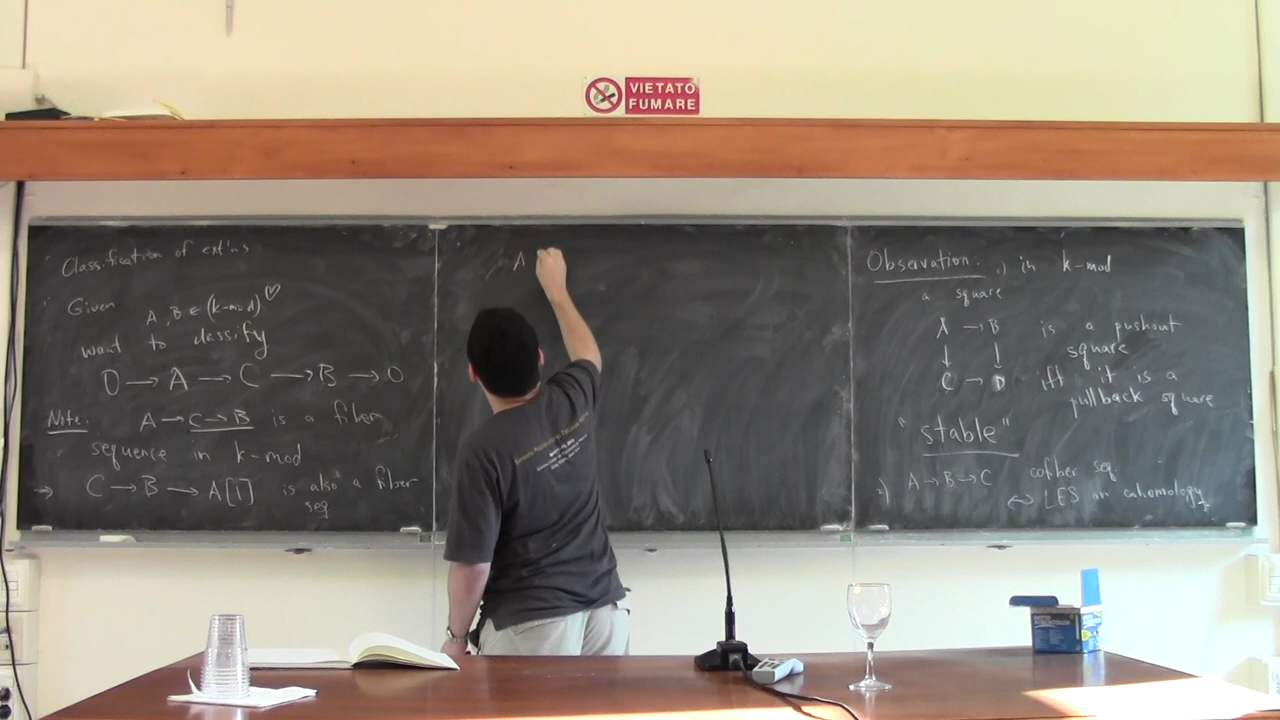 VIETATO
FUMARE
Classification of ext'ns
Given A, B ∈ (k-mod)^♡
want to classify
0 → A → C → B → 0
Note: A → C → B is a fiber
sequence in k-mod
⇒ C → B → A[1] is also a fiber
seq
A
Observation: 1) in k-mod
a square
A → B is a pushout
square
↓ ↓
C → D iff it is a
pullback square
"stable"
2) A → B → C cofiber seq.
↔ LES on cohomology